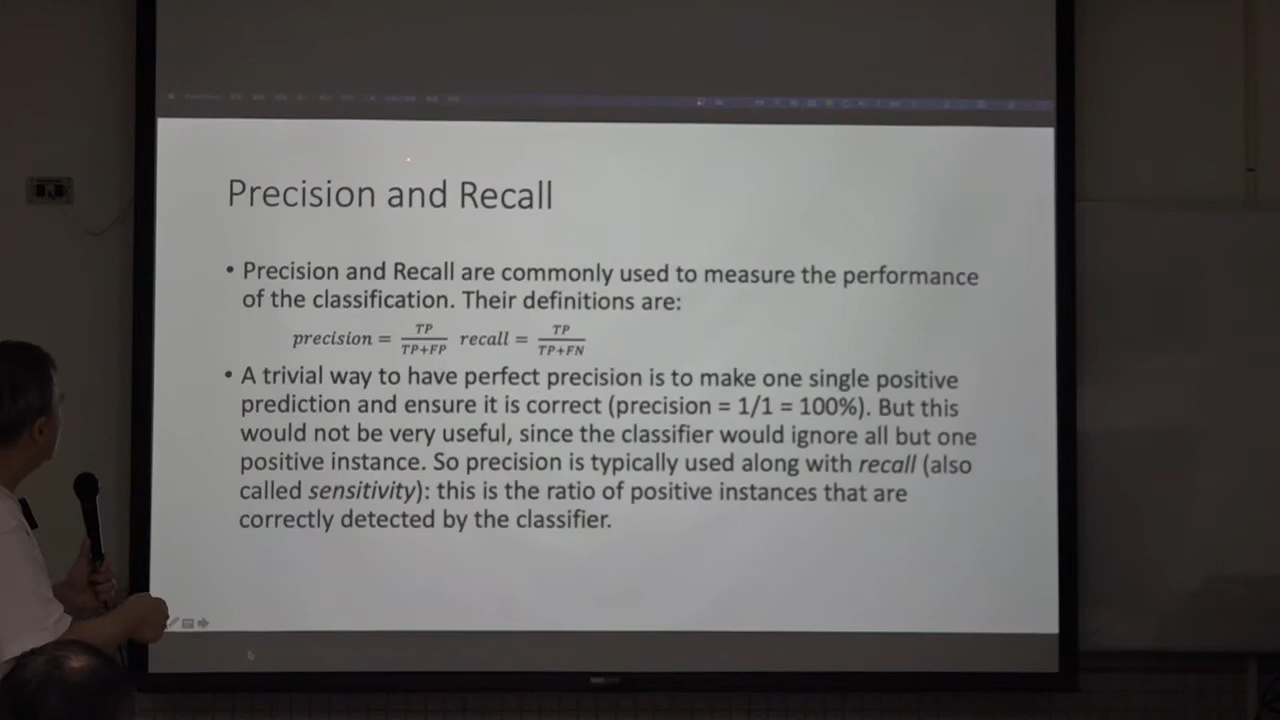 Precision and Recall
• Precision and Recall are commonly used to measure the performance
of the classification. Their definitions are:
precision = TP/TP+FP recall = TP/TP+FN
• A trivial way to have perfect precision is to make one single positive
prediction and ensure it is correct (precision = 1/1 = 100%). But this
would not be very useful, since the classifier would ignore all but one
positive instance. So precision is typically used along with recall (also
called sensitivity): this is the ratio of positive instances that are
correctly detected by the classifier.